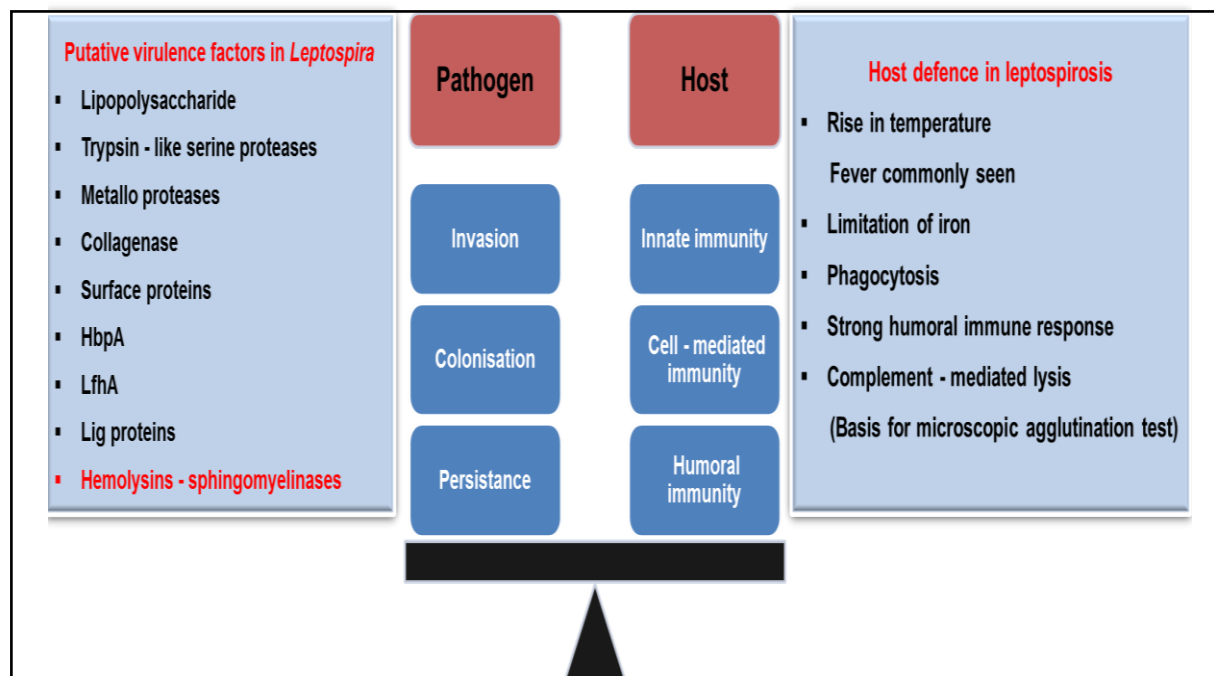 Putative virulence factors in Leptospira
▪ Lipopolysaccharide
▪ Trypsin - like serine proteases
▪ Metallo proteases
▪ Collagenase
▪ Surface proteins
▪ HbpA
▪ LfhA
▪ Lig proteins
▪ Hemolysins - sphingomyelinases
Pathogen
Invasion
Colonisation
Persistance
Host
Innate immunity
Cell - mediated
immunity
Humoral
immunity
Host defence in leptospirosis
▪ Rise in temperature
Fever commonly seen
▪ Limitation of iron
▪ Phagocytosis
▪ Strong humoral immune response
▪ Complement - mediated lysis
(Basis for microscopic agglutination test)